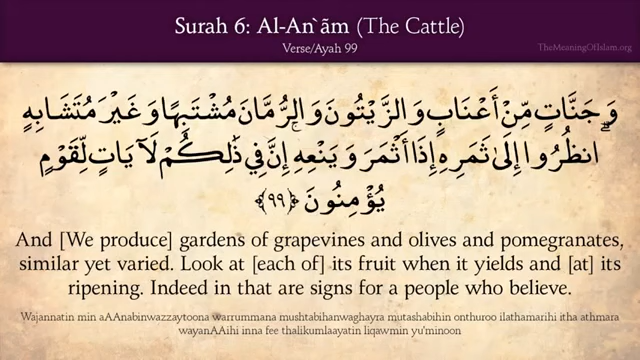 Surah 6: Al-An`ãm (The Cattle)
Verse/Ayah 99
TheMeaningOfIslam.org
وَجَنَّاتٍ مِّنْ أَعْنَابٍ وَالزَّيْتُونَ وَالرُّمَّانَ مُشْتَبِهًا وَغَيْرَ مُتَشَابِهٍ ۗ
انظُرُوا إِلَىٰ ثَمَرِهِ إِذَا أَثْمَرَ وَيَنْعِهِ ۚ إِنَّ فِي ذَٰلِكُمْ لَآيَاتٍ لِّقَوْمٍ
يُؤْمِنُونَ ﴿٩٩﴾
And [We produce] gardens of grapevines and olives and pomegranates,
similar yet varied. Look at [each of] its fruit when it yields and [at] its
ripening. Indeed in that are signs for a people who believe.
Wajannatin min aAAnabinwazzaytoona warrummana mushtabihanwaghayra mutashabihin onthuroo ilathamarihi itha athmara
wayanAAihi inna fee thalikumlaayatin liqawmin yu'minoon